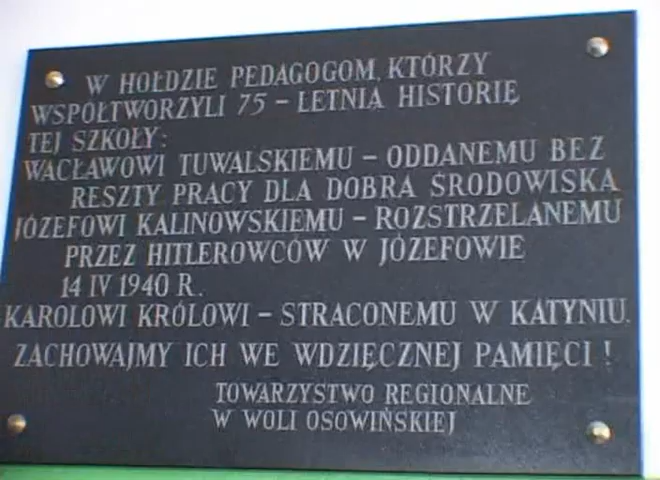 W HOŁDZIE PEDAGOGOM, KTÓRZY
WSPÓŁTWORZYLI 75 – LETNIĄ HISTORIĘ
TEJ SZKOŁY:
WACŁAWOWI TUWALSKIEMU – ODDANEMU BEZ
RESZTY PRACY DLA DOBRA ŚRODOWISKA
JÓZEFOWI KALINOWSKIEMU – ROZSTRZELANEMU
PRZEZ HITLEROWCÓW W JÓZEFOWIE
14 IV 1940 R.
KAROLOWI KRÓLOWI – STRACONEMU W KATYNIU.
ZACHOWAJMY ICH WE WDZIĘCZNEJ PAMIĘCI !
TOWARZYSTWO REGIONALNE
W WOLI OSOWIŃSKIEJ